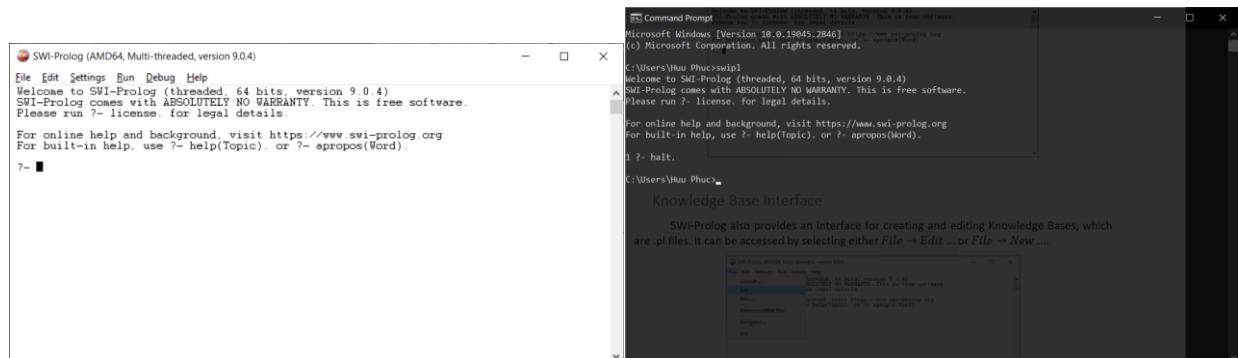 SWI-Prolog (AMD64, Multi-threaded, version 9.0.4)
File Edit Settings Run Debug Help
Welcome to SWI-Prolog (threaded, 64 bits, version 9.0.4)
SWI-Prolog comes with ABSOLUTELY NO WARRANTY. This is free software.
Please run ?- license. for legal details.
For online help and background, visit https://www.swi-prolog.org
For built-in help, use ?- help(Topic). or ?- apropos(Word).
?-
Command Prompt
Microsoft Windows [Version 10.0.19045.2846]
(c) Microsoft Corporation. All rights reserved.
C:\Users\Huu Phuc>swipl
Welcome to SWI-Prolog (threaded, 64 bits, version 9.0.4)
SWI-Prolog comes with ABSOLUTELY NO WARRANTY. This is free software.
Please run ?- license. for legal details.
For online help and background, visit https://www.swi-prolog.org
For built-in help, use ?- help(Topic). or ?- apropos(Word).
1 ?- halt.
C:\Users\Huu Phuc>
Knowledge Base Interface
SWI-Prolog also provides an interface for creating and editing Knowledge Bases, which
are .pl files. It can be accessed by selecting either File → Edit ... or File → New ....